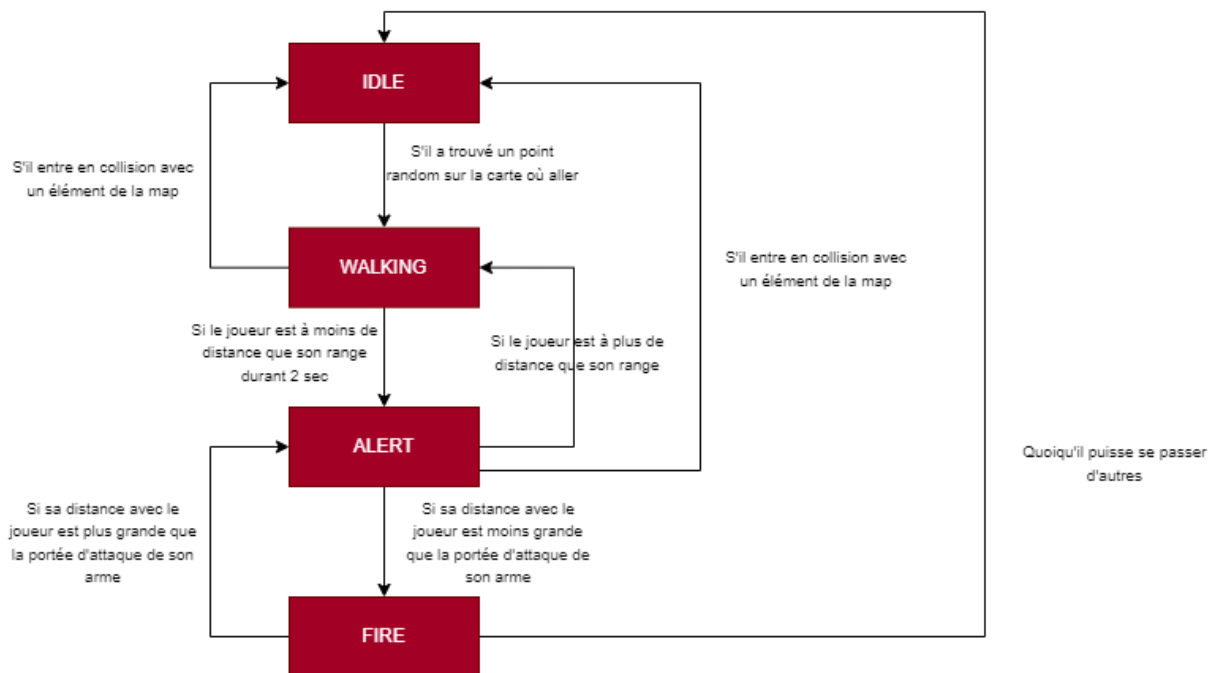 IDLE
S'il entre en collision avec
un élément de la map
S'il a trouvé un point
random sur la carte où aller
S'il entre en collision avec
un élément de la map
WALKING
Si le joueur est à moins de
distance que son range
durant 2 sec
Si le joueur est à plus de
distance que son range
ALERT
Quoiqu'il puisse se passer
d'autres
Si sa distance avec le
joueur est plus grande que
la portée d'attaque de son
arme
Si sa distance avec le
joueur est moins grande
que la portée d'attaque de
son arme
FIRE